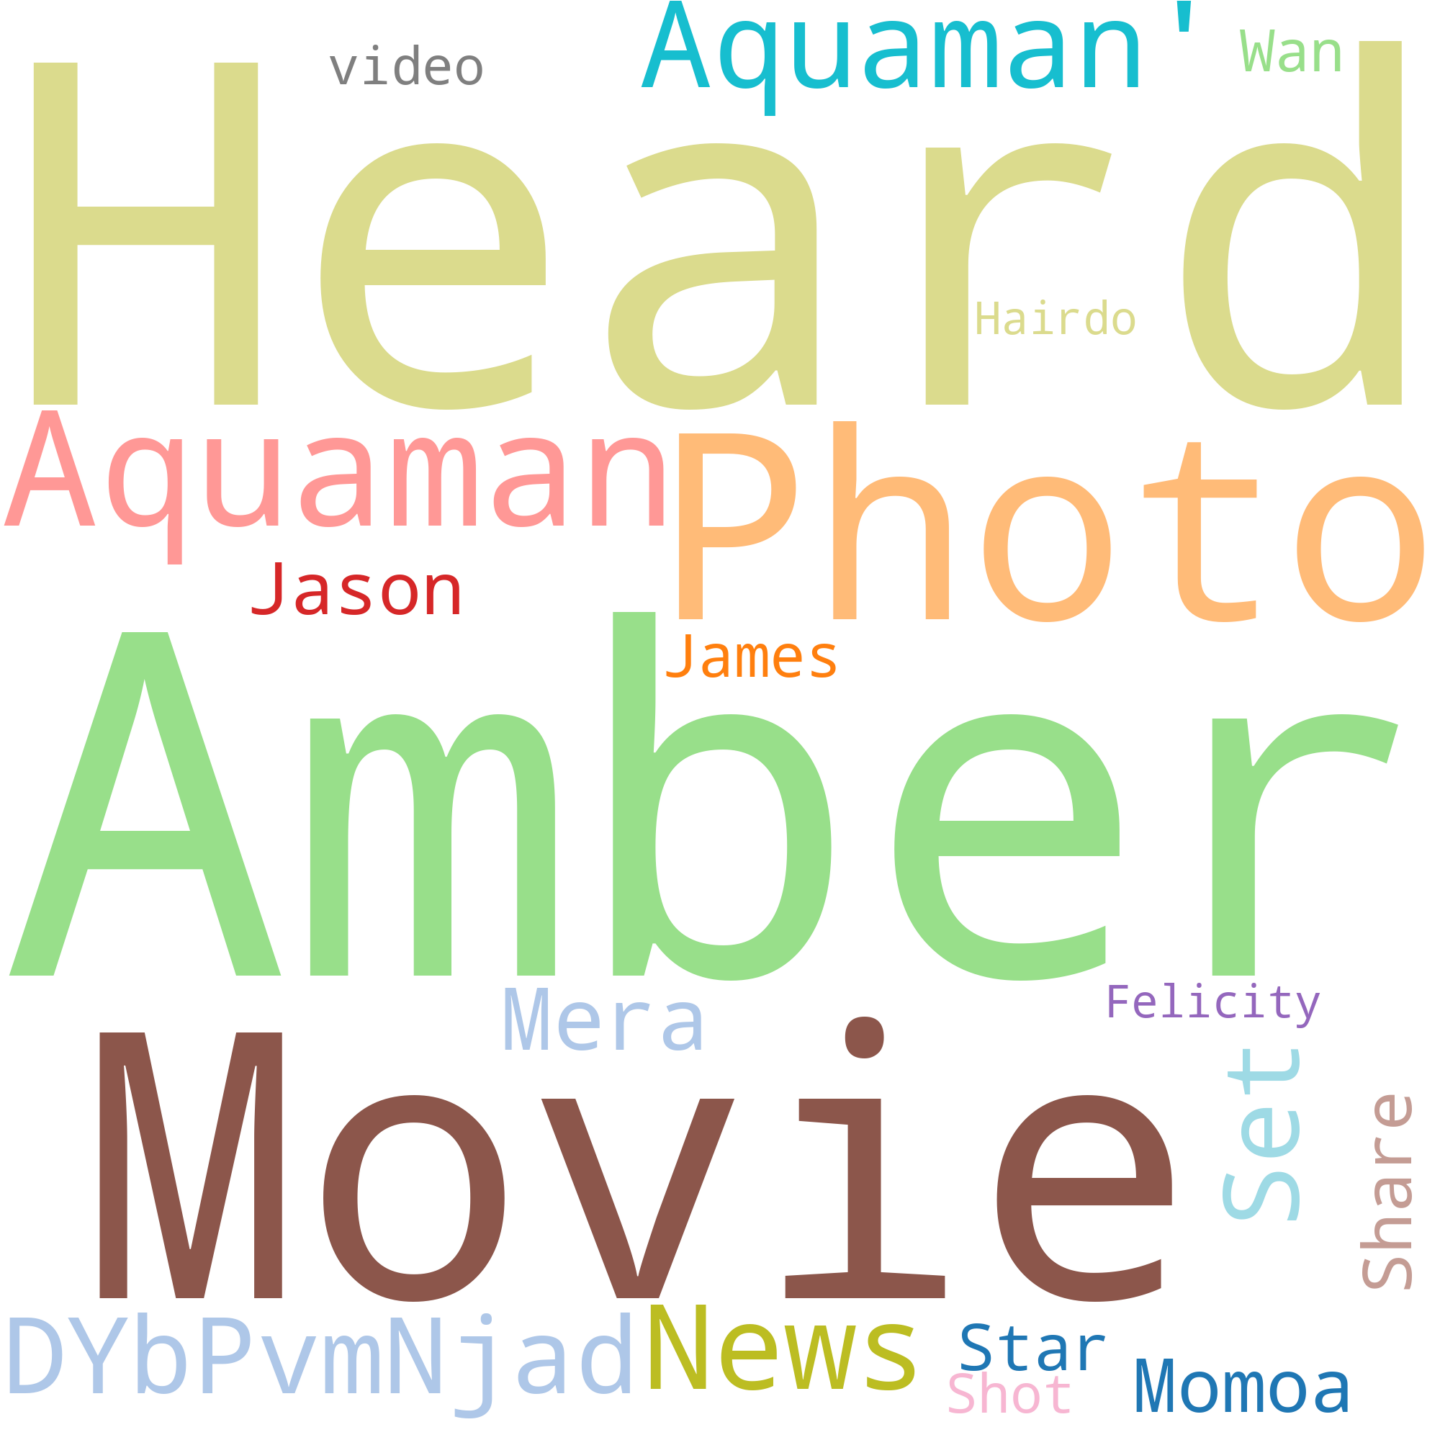 Aquaman'
Wan
video
Heard
Hairdo
Aquaman
Photo
Jason
James
Amber
Mera
Felicity
Movie
Set
Share
DYbPvmNjad
News
Star
Shot
Momoa